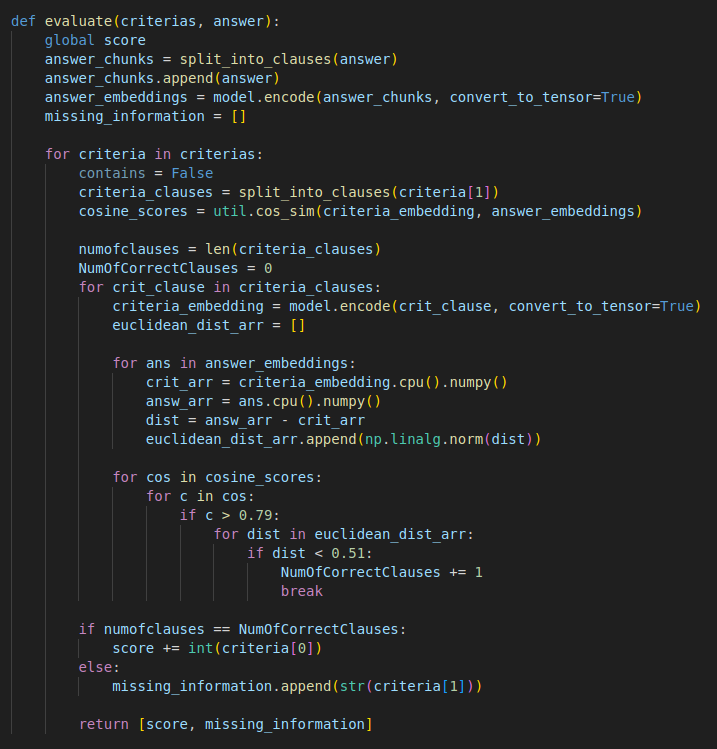 def evaluate(criterias, answer):
    global score
    answer_chunks = split_into_clauses(answer)
    answer_chunks.append(answer)
    answer_embeddings = model.encode(answer_chunks, convert_to_tensor=True)
    missing_information = []

    for criteria in criterias:
        contains = False
        criteria_clauses = split_into_clauses(criteria[1])
        cosine_scores = util.cos_sim(criteria_embedding, answer_embeddings)

        numofclauses = len(criteria_clauses)
        NumOfCorrectClauses = 0
        for crit_clause in criteria_clauses:
            criteria_embedding = model.encode(crit_clause, convert_to_tensor=True)
            euclidean_dist_arr = []

            for ans in answer_embeddings:
                crit_arr = criteria_embedding.cpu().numpy()
                answ_arr = ans.cpu().numpy()
                dist = answ_arr - crit_arr
                euclidean_dist_arr.append(np.linalg.norm(dist))

            for cos in cosine_scores:
                for c in cos:
                    if c > 0.79:
                        for dist in euclidean_dist_arr:
                            if dist < 0.51:
                                NumOfCorrectClauses += 1
                                break

        if numofclauses == NumOfCorrectClauses:
            score += int(criteria[0])
        else:
            missing_information.append(str(criteria[1]))

        return [score, missing_information]